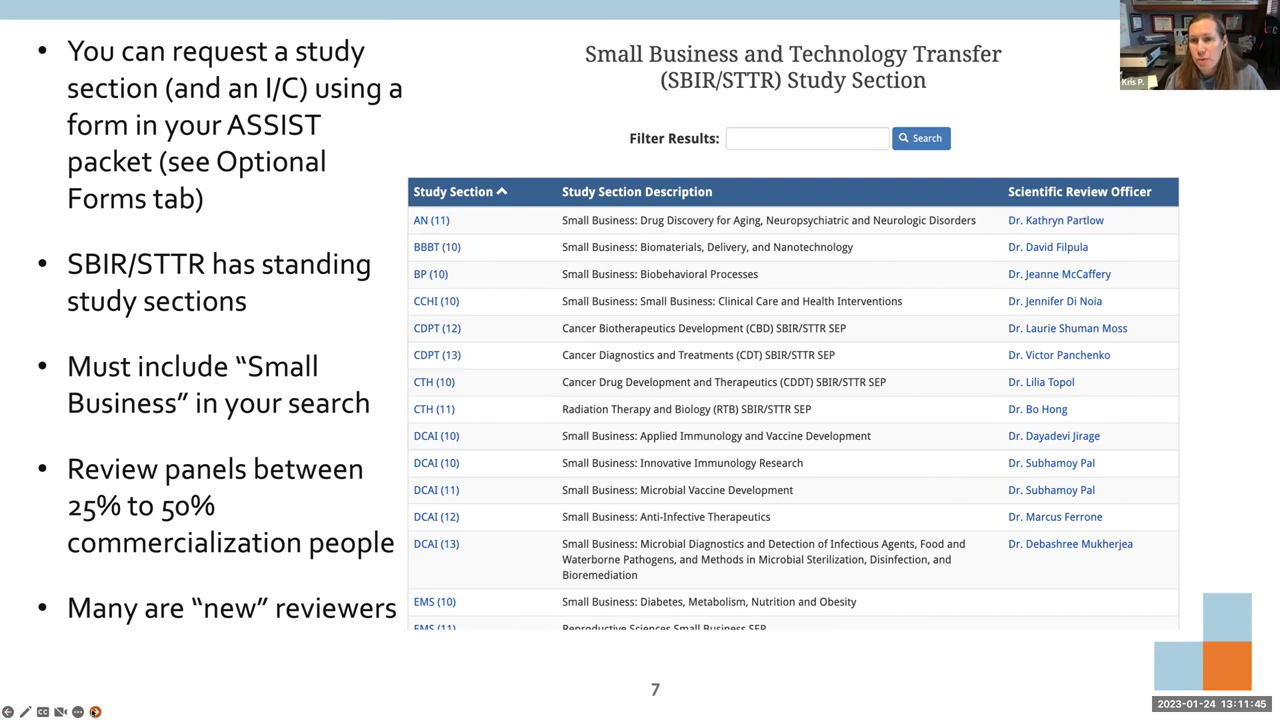 • You can request a study
section (and an I/C) using a
form in your ASSIST
packet (see Optional
Forms tab)
• SBIR/STTR has standing
study sections
• Must include “Small
Business” in your search
• Review panels between
25% to 50%
commercialization people
• Many are “new” reviewers
Small Business and Technology Transfer
(SBIR/STTR) Study Section
Filter Results: Search
Study Section Study Section Description Scientific Review Officer
AN (11) Small Business: Drug Discovery for Aging, Neuropsychiatric and Neurologic Disorders Dr. Kathryn Partlow
BBBT (10) Small Business: Biomaterials, Delivery, and Nanotechnology Dr. David Filpula
BP (10) Small Business: Biobehavioral Processes Dr. Jeanne McCaffery
CCHI (10) Small Business: Small Business: Clinical Care and Health Interventions Dr. Jennifer Di Noia
CDPT (12) Cancer Biotherapeutics Development (CBD) SBIR/STTR SEP Dr. Laurie Shuman Moss
CDPT (13) Cancer Diagnostics and Treatments (CDT) SBIR/STTR SEP Dr. Victor Panchenko
CTH (10) Cancer Drug Development and Therapeutics (CDDT) SBIR/STTR SEP Dr. Lilia Topol
CTH (11) Radiation Therapy and Biology (RTB) SBIR/STTR SEP Dr. Bo Hong
DCAI (10) Small Business: Applied Immunology and Vaccine Development Dr. Dayadevi Jirage
DCAI (10) Small Business: Innovative Immunology Research Dr. Subhamoy Pal
DCAI (11) Small Business: Microbial Vaccine Development Dr. Subhamoy Pal
DCAI (12) Small Business: Anti-Infective Therapeutics Dr. Marcus Ferrone
DCAI (13) Small Business: Microbial Diagnostics and Detection of Infectious Agents, Food and Dr. Debashree Mukherjea
Waterborne Pathogens, and Methods in Microbial Sterilization, Disinfection, and
Bioremediation
EMS (10) Small Business: Diabetes, Metabolism, Nutrition and Obesity
EMS (11) Reproductive Sciences Small Business SEP
Kris P.
7
2023-01-24 13:11:45